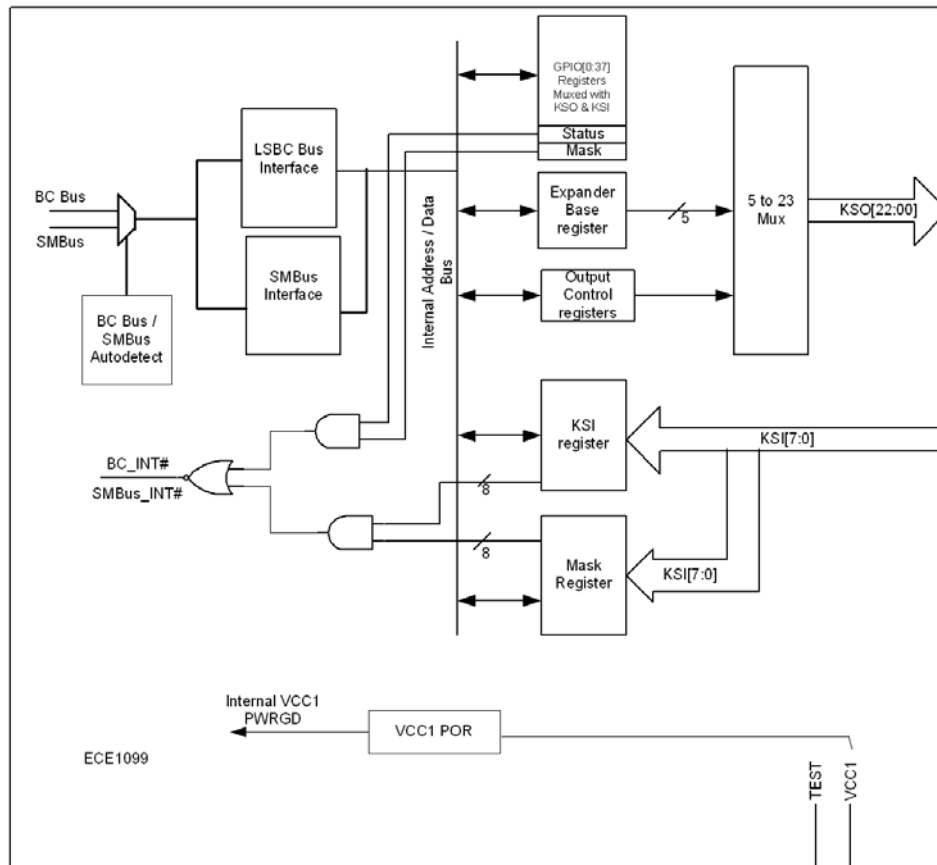 GPIO[0:37]
Registers
Muxed with
KSO & KSI
Status
Mask
LSBC Bus
Interface
BC Bus
SMBus
SMBus
Interface
BC Bus /
SMBus
Autodetect
Internal Address / Data
Bus
Expander
Base
register
5
5 to 23
Mux
KSO[22:00]
Output
Control
registers
KSI
register
KSI[7:0]
BC_INT#
SMBus_INT#
8
8
Mask
Register
KSI[7:0]
Internal VCC1
PWRGD
VCC1 POR
ECE1099
TEST
VCC1